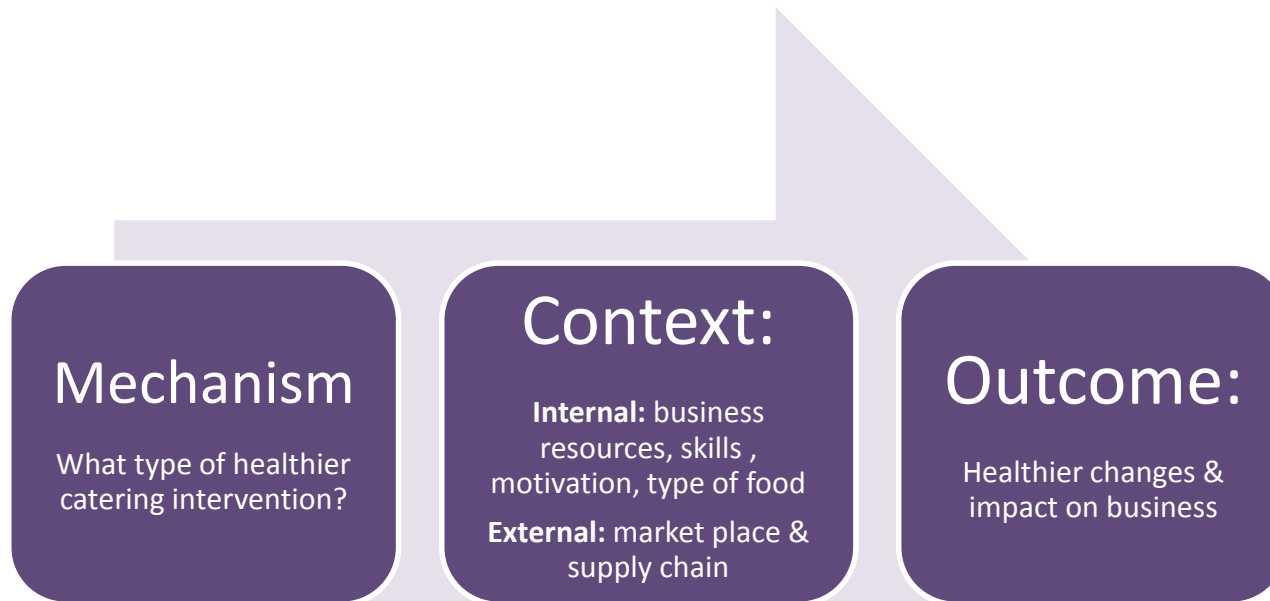 Mechanism
What type of healthier
catering intervention?
Context:
Internal: business
resources, skills ,
motivation, type of food
External: market place &
supply chain
Outcome:
Healthier changes &
impact on business